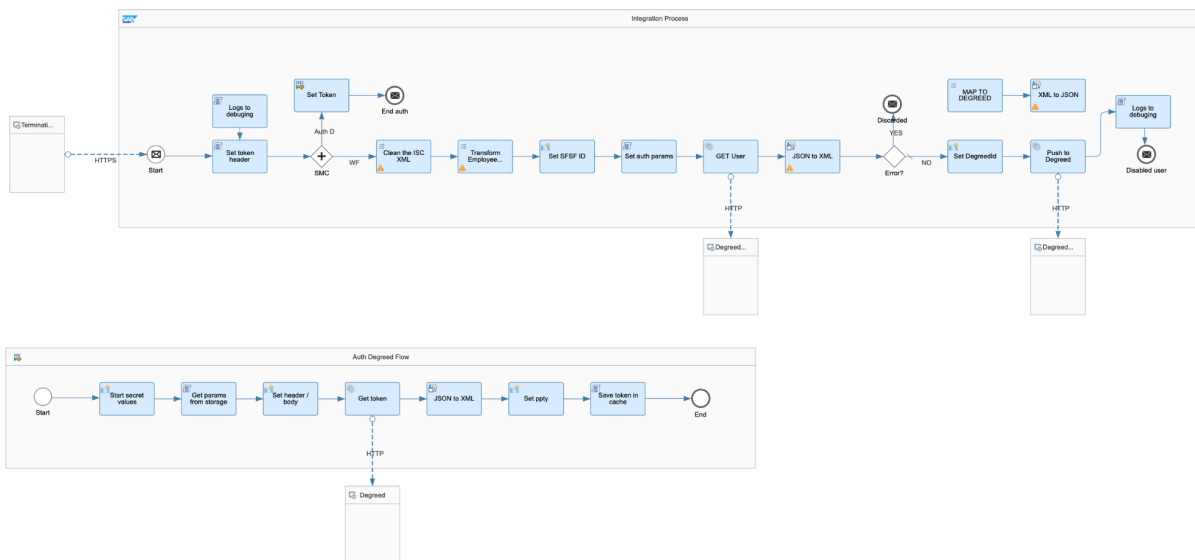 SAP
Integration Process
Terminati...
HTTPS
Start
Logs to
debuging
Set token
header
Set Token
End auth
Auth D
SMC
WF
Clean the ISC
XML
Transform
Employee...
Set SFSF ID
Set auth params
GET User
HTTP
Degreed...
JSON to XML
Discarded
YES
Error?
NO
MAP TO
DEGREED
XML to JSON
Set DegreedId
Push to
Degreed
HTTP
Degreed...
Logs to
debuging
Disabled user
Auth Degreed Flow
Start
Start secret
values
Get params
from storage
Set header /
body
Get token
HTTP
Degreed
JSON to XML
Set ppty
Save token in
cache
End